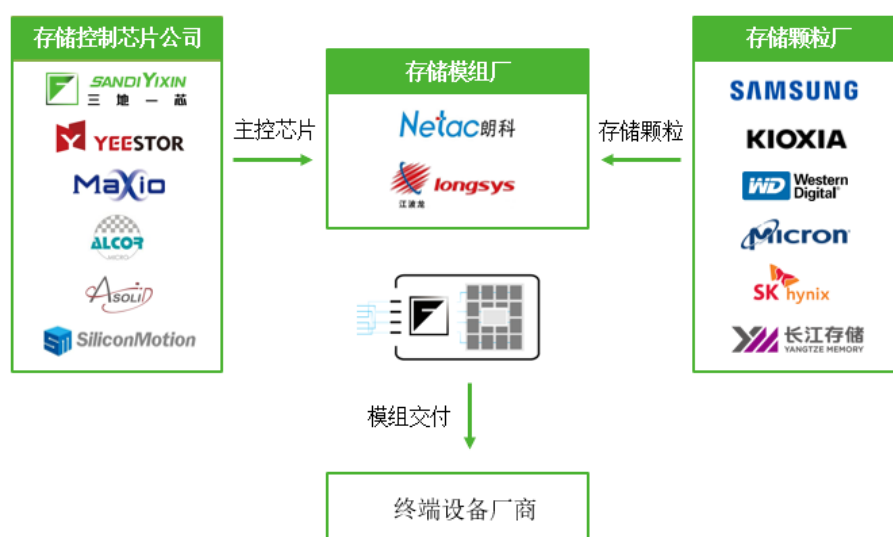 存储控制芯片公司
SANDIYIXIN
三地一芯
YEESTOR
Maxio
ALCOR
MICRO
ASOLiD
SiliconMotion
主控芯片
存储模组厂
Netac朗科
longsys
江波龙
存储颗粒
存储颗粒厂
SAMSUNG
KIOXIA
WD Western
Digital
Micron
SK hynix
长江存储
YANGTZE MEMORY
模组交付
终端设备厂商